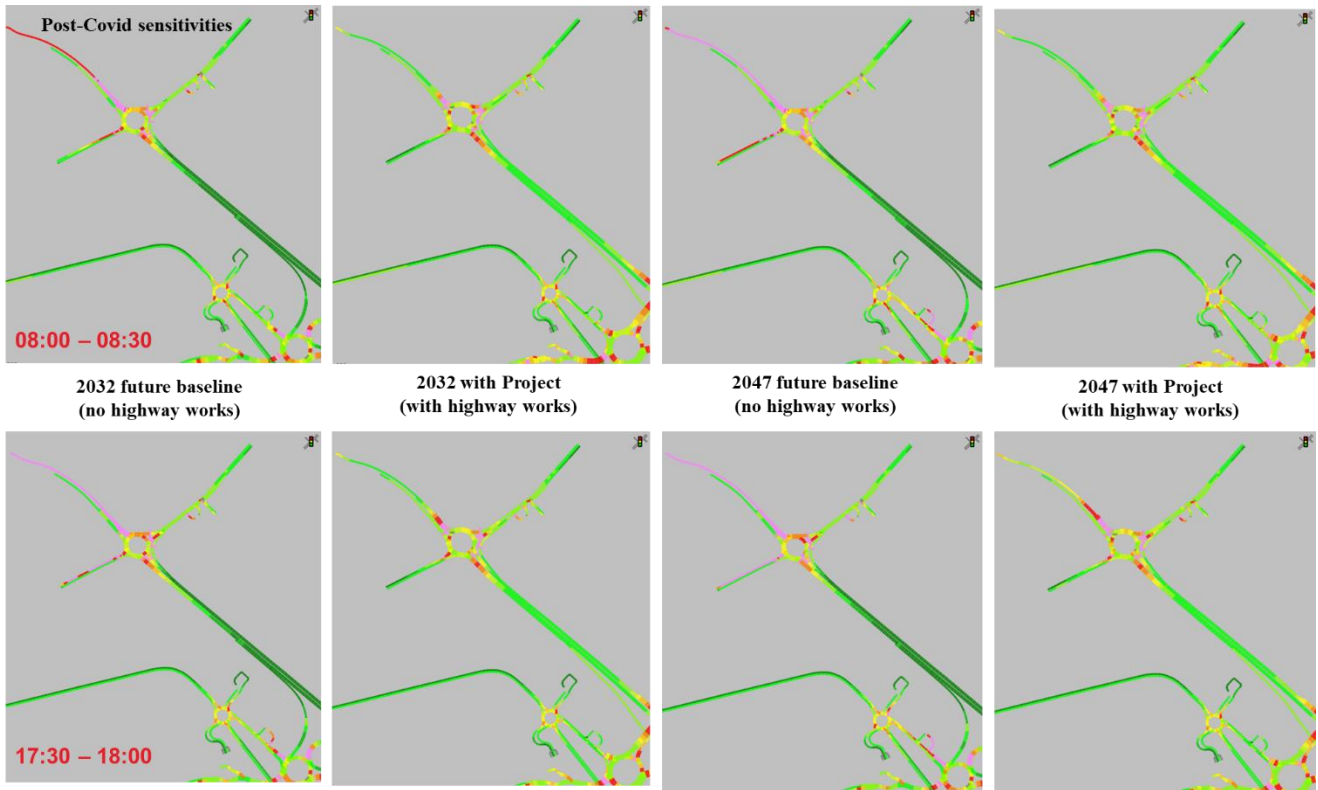 Post-Covid sensitivities
08:00 – 08:30
2032 future baseline
(no highway works)
2032 with Project
(with highway works)
2047 future baseline
(no highway works)
2047 with Project
(with highway works)
17:30 – 18:00